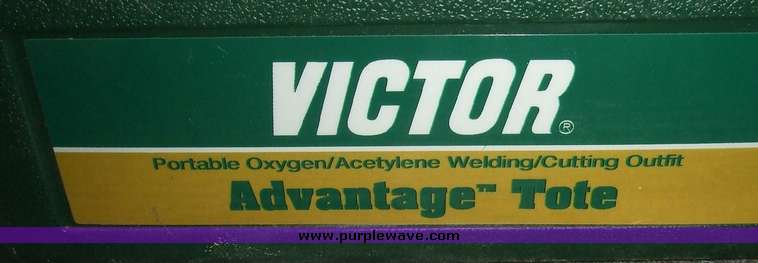 VICTOR®
Portable Oxygen/Acetylene Welding/Cutting Outfit
Advantage™ Tote
www.purplewave.com